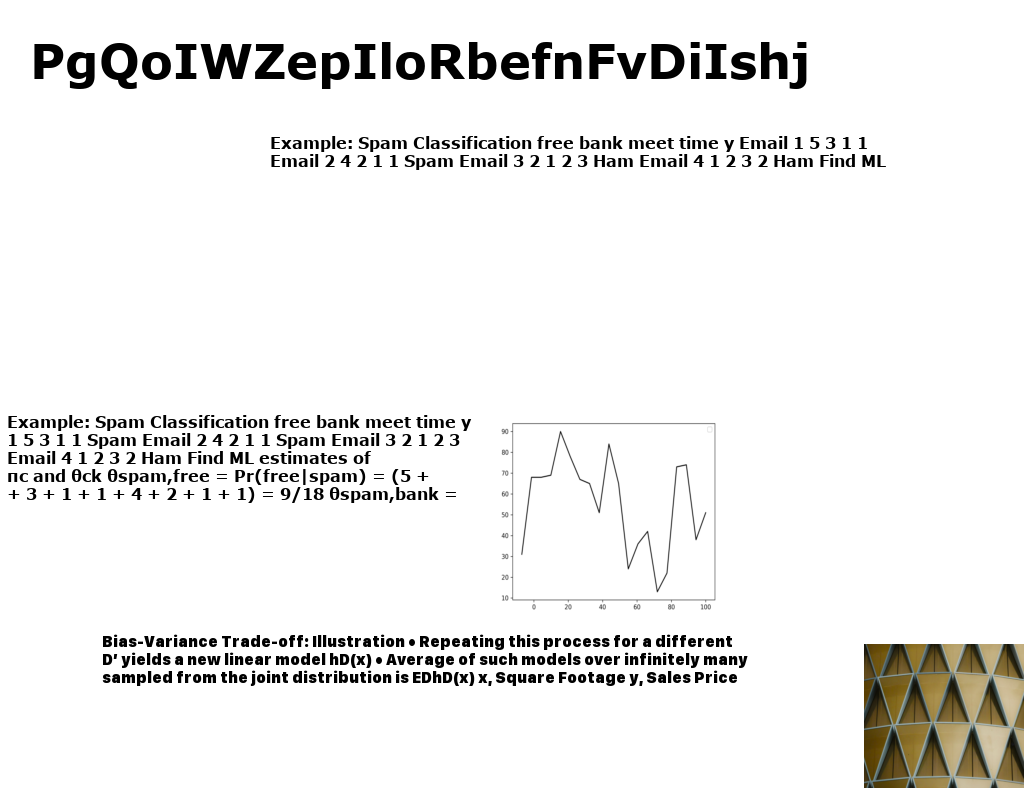 PgQoIWZepIloRbefnFvDiIshj
Example: Spam Classification free bank meet time y Email 1 5 3 1 1
Email 2 4 2 1 1 Spam Email 3 2 1 2 3 Ham Email 4 1 2 3 2 Ham Find ML
Example: Spam Classification free bank meet time y
1 5 3 1 1 Spam Email 2 4 2 1 1 Spam Email 3 2 1 2 3
Email 4 1 2 3 2 Ham Find ML estimates of
πc and θck θspam,free = Pr(free|spam) = (5 +
+ 3 + 1 + 1 + 4 + 2 + 1 + 1) = 9/18 θspam,bank =
90
80
70
60
50
40
30
20
10
0 20 40 60 80 100
Bias-Variance Trade-off: Illustration • Repeating this process for a different
D′ yields a new linear model hD(x) • Average of such models over infinitely many
sampled from the joint distribution is EDhD(x) x, Square Footage y, Sales Price